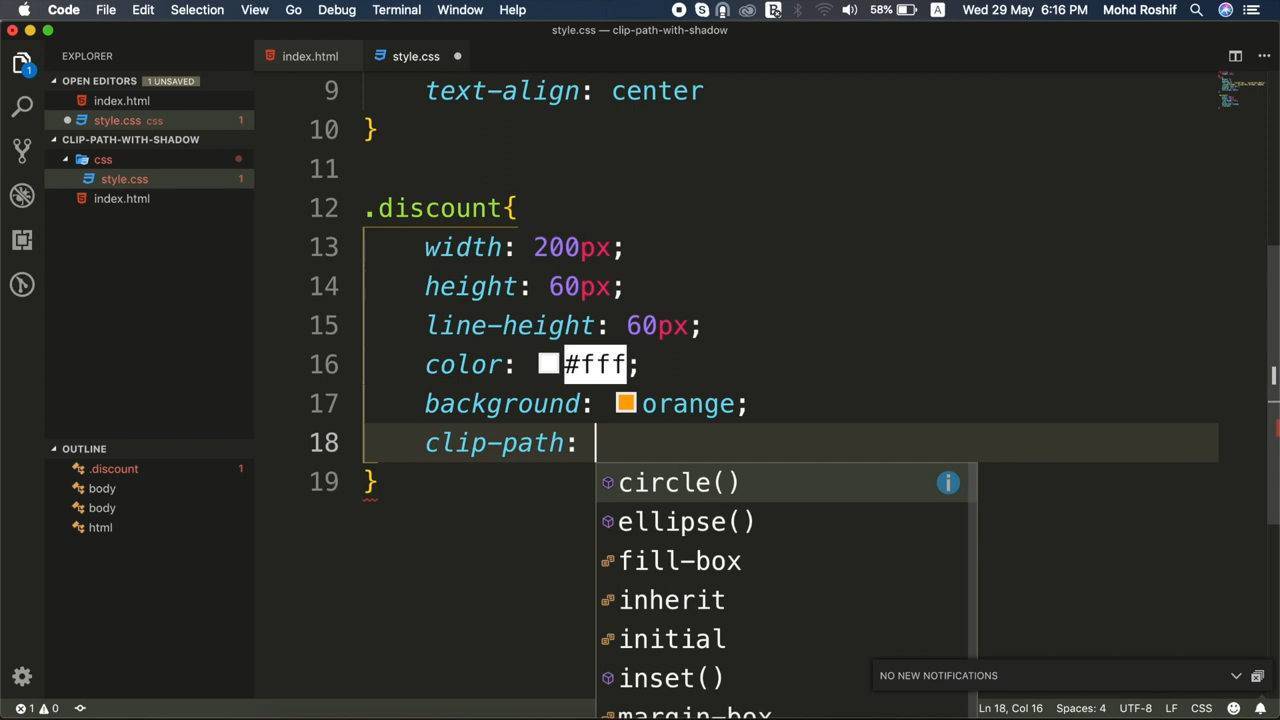 Code File Edit Selection View Go Debug Terminal Window Help 58% A Wed 29 May 6:16 PM Mohd Roshif
style.css — clip-path-with-shadow
EXPLORER
index.html
style.css
OPEN EDITORS 1 UNSAVED
index.html
style.css css 1
CLIP-PATH-WITH-SHADOW
css
style.css 1
index.html
OUTLINE
.discount 1
body
body
html
9 text-align: center
10 }
11
12 .discount{
13 width: 200px;
14 height: 60px;
15 line-height: 60px;
16 color: #fff;
17 background: orange;
18 clip-path:
19 }
circle()
ellipse()
fill-box
inherit
initial
inset()
margin-box
NO NEW NOTIFICATIONS
1 0
Ln 18, Col 16 Spaces: 4 UTF-8 LF CSS